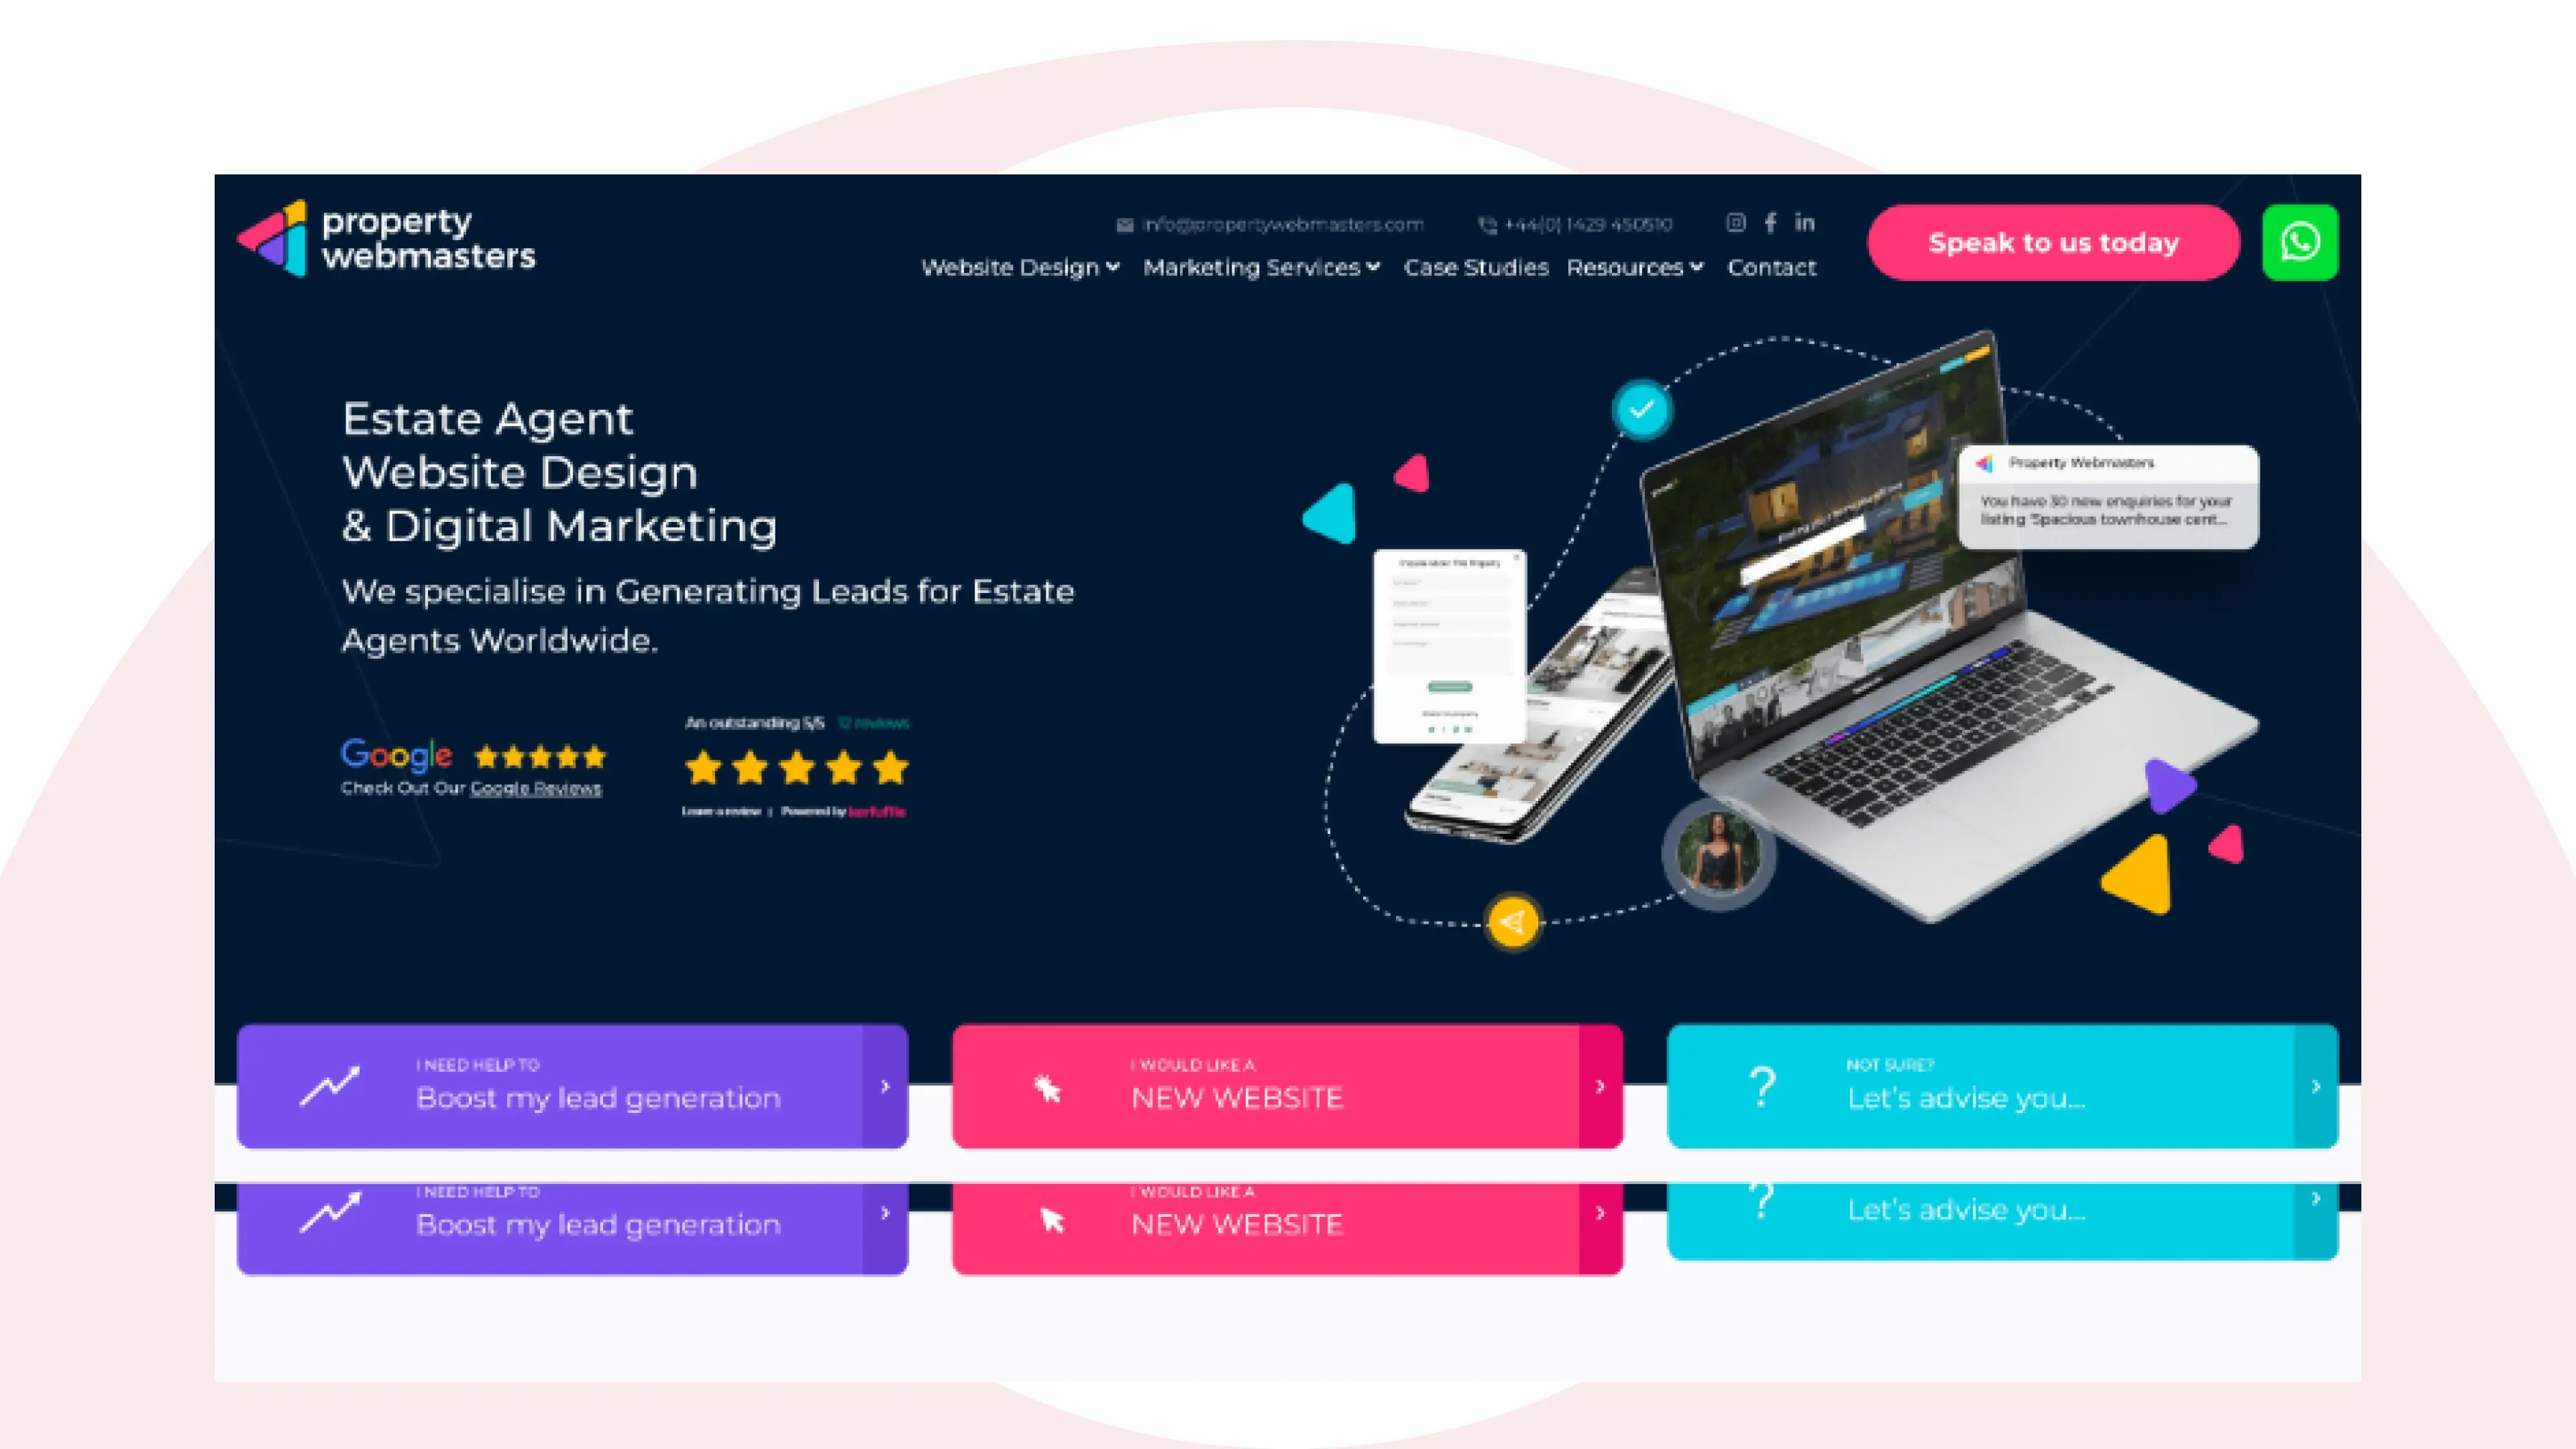 property
webmasters
info@propertywebmasters.com
+44(0) 1429 450510
Website Design
Marketing Services
Case Studies
Resources
Contact
Speak to us today
Estate Agent
Website Design
& Digital Marketing
We specialise in Generating Leads for Estate
Agents Worldwide.
Google
Check Out Our Google Reviews
An outstanding 5/5 12 reviews
Leave a review | Powered by kerfuffle
Property Webmasters
You have 30 new enquiries for your
listing 'Spacious townhouse cent...
I NEED HELP TO
Boost my lead generation
I WOULD LIKE A
NEW WEBSITE
NOT SURE?
Let's advise you...
I NEED HELP TO
Boost my lead generation
I WOULD LIKE A
NEW WEBSITE
Let's advise you...